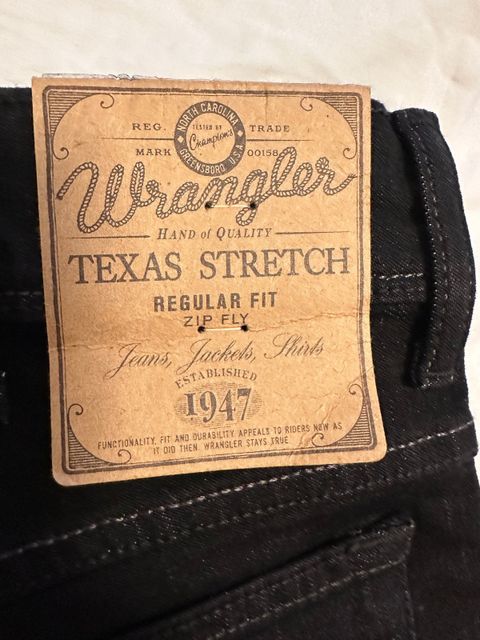 NORTH CAROLINA
REG. TESTED BY TRADE
Champions
MARK 00158
GREENSBORO U.S.A.
Wrangler
HAND of QUALITY
TEXAS STRETCH
REGULAR FIT
ZIP FLY
Jeans, Jackets, Shirts
ESTABLISHED
1947
FUNCTIONALITY, FIT AND DURABILITY APPEALS TO RIDERS NOW AS
IT DID THEN. WRANGLER STAYS TRUE.